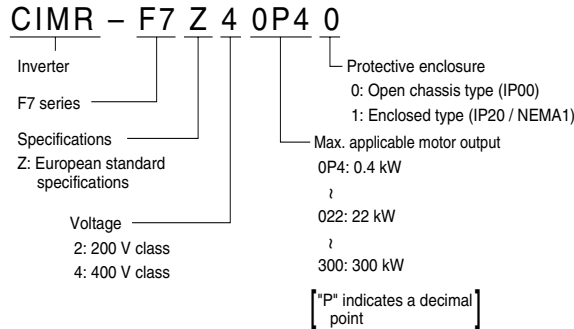 CIMR – F7 Z 4 0P4 0
Inverter
F7 series
Specifications
Z: European standard
specifications
Voltage
2: 200 V class
4: 400 V class
Protective enclosure
0: Open chassis type (IP00)
1: Enclosed type (IP20 / NEMA1)
Max. applicable motor output
0P4: 0.4 kW
~
022: 22 kW
~
300: 300 kW
["P" indicates a decimal
point]